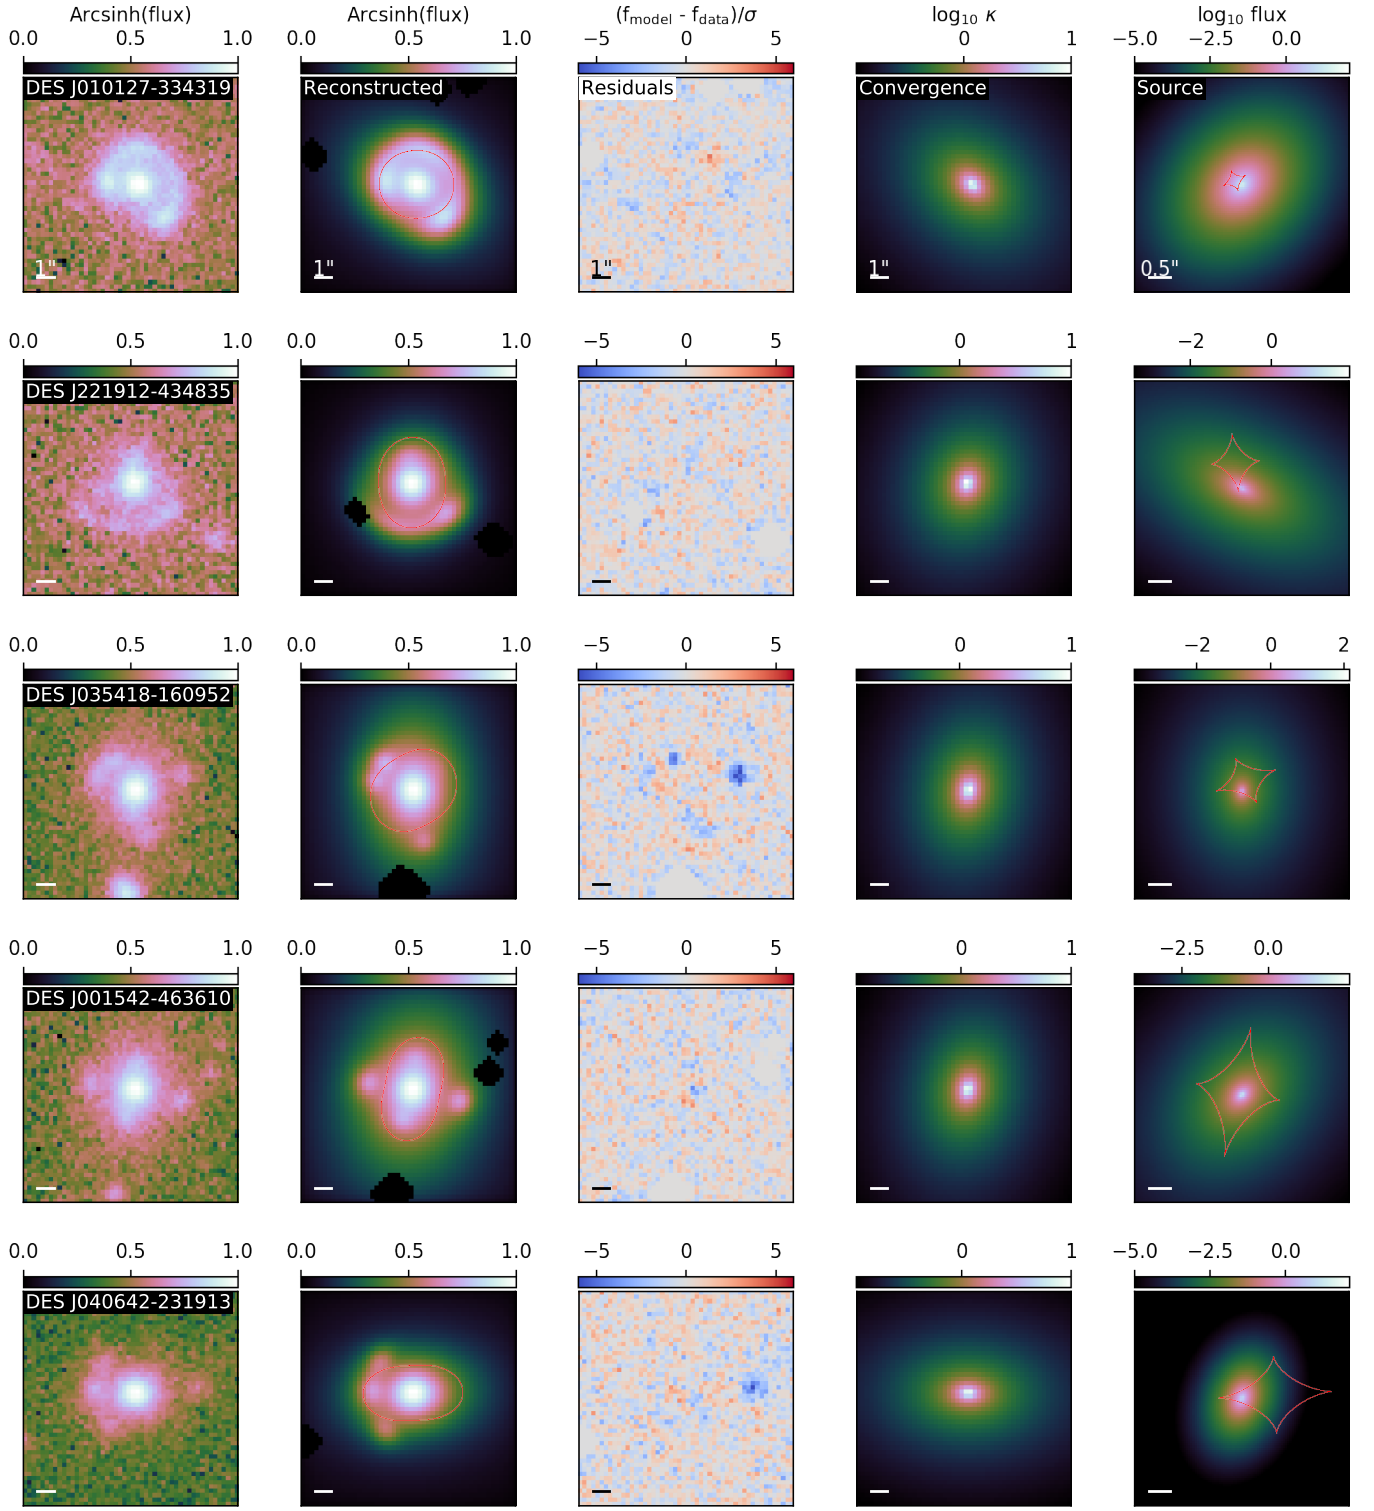 Arcsinh(flux) Arcsinh(flux) (f_model - f_data)/σ log₁₀ κ log₁₀ flux
0.0 0.5 1.0 0.0 0.5 1.0 −5 0 5 0 1 −5.0 −2.5 0.0
DES J010127-334319 Reconstructed Residuals Convergence Source
1" 1" 1" 1" 0.5"
0.0 0.5 1.0 0.0 0.5 1.0 −5 0 5 0 1 −2 0
DES J221912-434835
0.0 0.5 1.0 0.0 0.5 1.0 −5 0 5 0 1 −2 0 2
DES J035418-160952
0.0 0.5 1.0 0.0 0.5 1.0 −5 0 5 0 1 −2.5 0.0
DES J001542-463610
0.0 0.5 1.0 0.0 0.5 1.0 −5 0 5 0 1 −5.0 −2.5 0.0
DES J040642-231913